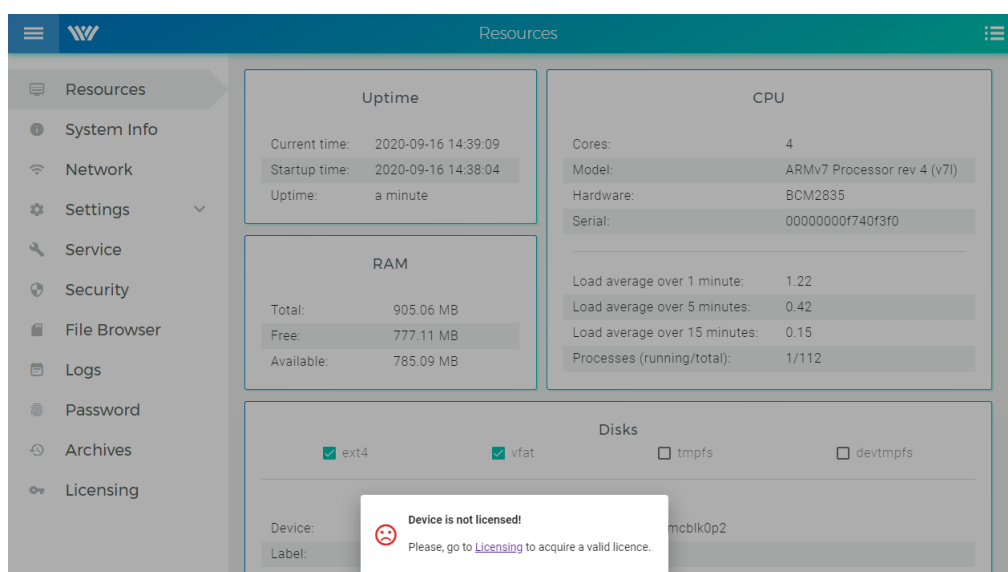 Resources
Resources
System Info
Network
Settings
Service
Security
File Browser
Logs
Password
Archives
Licensing
Uptime
Current time: 2020-09-16 14:39:09
Startup time: 2020-09-16 14:38:04
Uptime: a minute
RAM
Total: 905.06 MB
Free: 777.11 MB
Available: 785.09 MB
CPU
Cores: 4
Model: ARMv7 Processor rev 4 (v7l)
Hardware: BCM2835
Serial: 00000000f740f3f0
Load average over 1 minute: 1.22
Load average over 5 minutes: 0.42
Load average over 15 minutes: 0.15
Processes (running/total): 1/112
Disks
ext4 vfat tmpfs devtmpfs
Device: mcblk0p2
Label:
Device is not licensed!
Please, go to Licensing to acquire a valid licence.